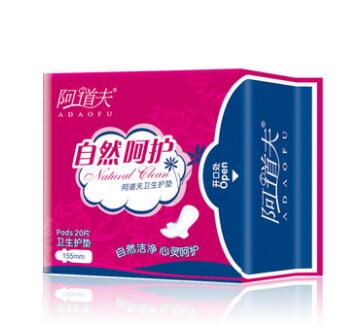 阿道夫®
ADAOFU
自然呵护
Natural Clean
阿道夫卫生护垫
Pads 20片
卫生护垫
155mm
自然洁净 心灵呵护
阿道夫®
ADAOFU
开口处
Open